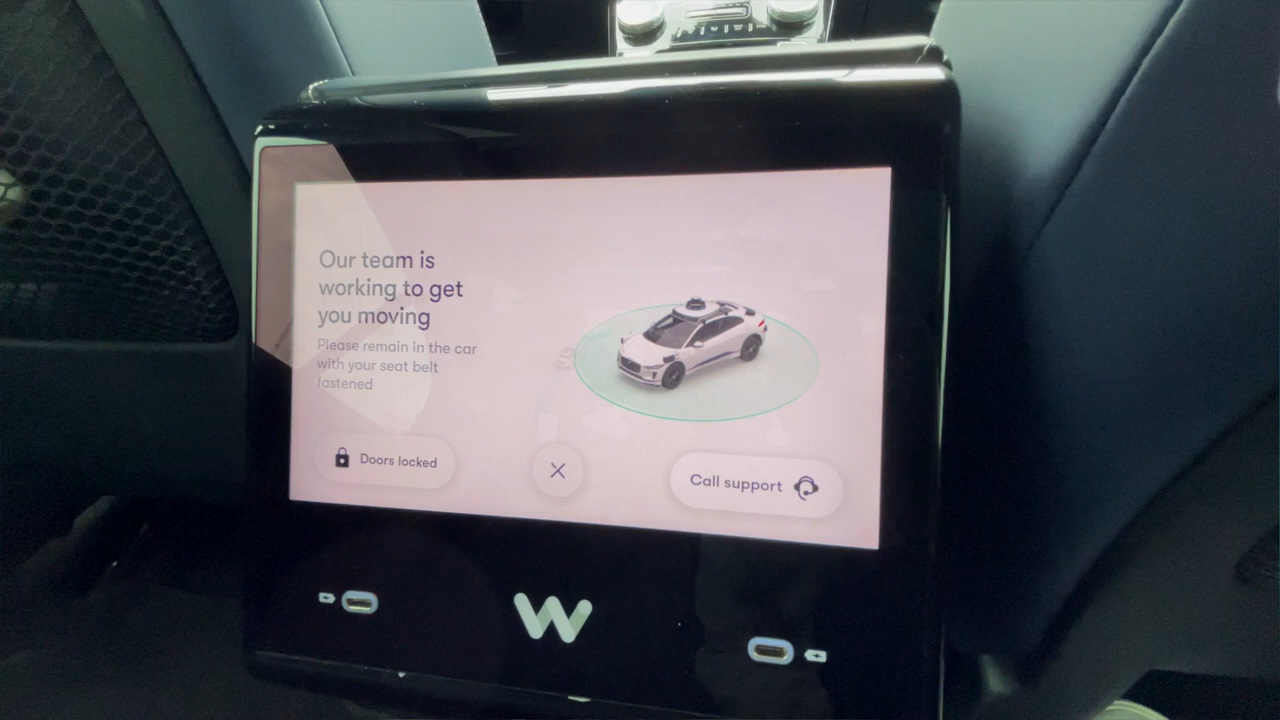 Our team is
working to get
you moving
Please remain in the car
with your seat belt
fastened
Doors locked
Call support